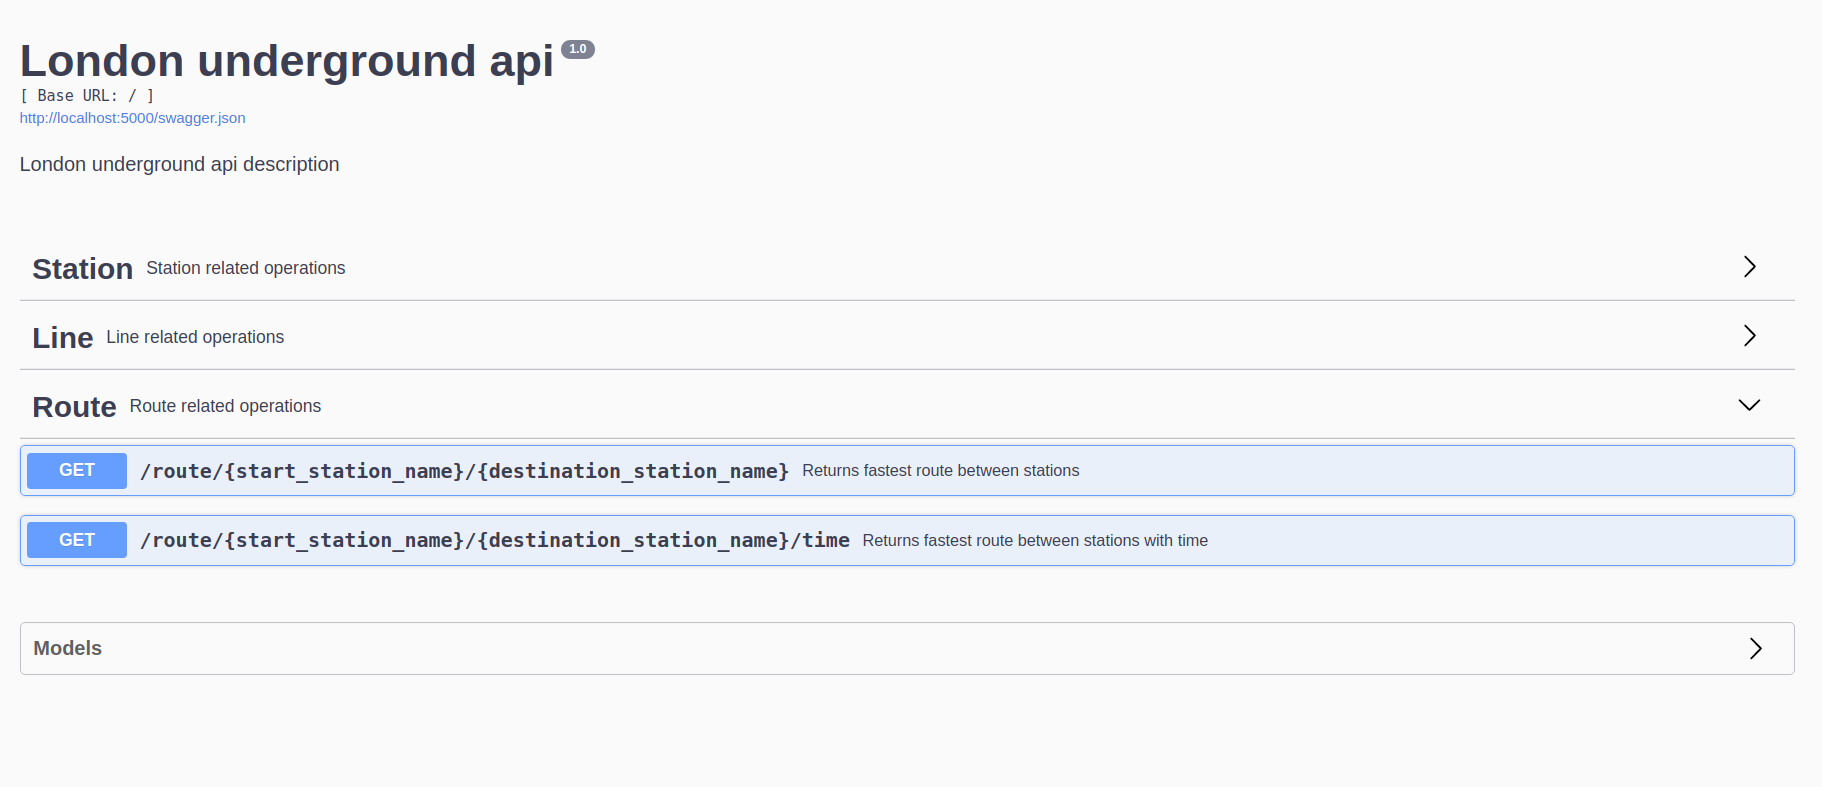 London underground api 1.0
[ Base URL: / ]
http://localhost:5000/swagger.json
London underground api description
Station Station related operations
Line Line related operations
Route Route related operations
GET /route/{start_station_name}/{destination_station_name} Returns fastest route between stations
GET /route/{start_station_name}/{destination_station_name}/time Returns fastest route between stations with time
Models